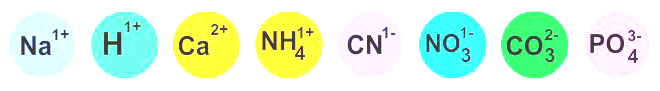 Na¹⁺ H¹⁺ Ca²⁺ NH₄¹⁺ CN¹⁻ NO₃¹⁻ CO₃²⁻ PO₄³⁻